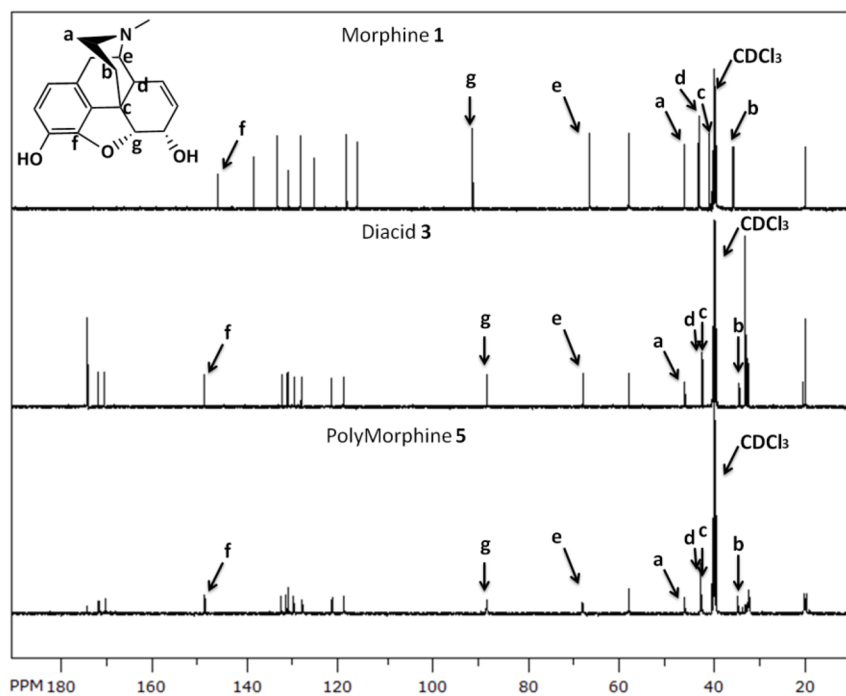 Morphine 1
CDCl₃
N
a
e
b
d
c
f
g
HO
O
OH
f
g
e
a
d
c
b
Diacid 3
CDCl₃
f
g
e
a
d
c
b
PolyMorphine 5
CDCl₃
f
g
e
a
d
c
b
PPM 180 160 140 120 100 80 60 40 20